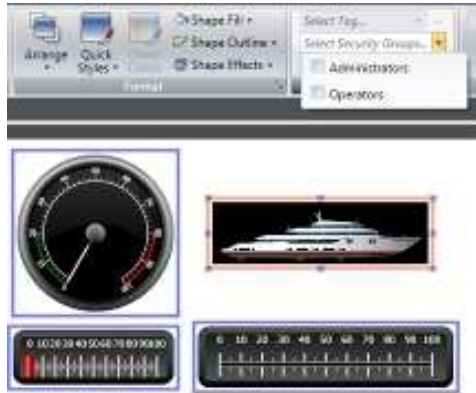 Shape Fill
Select Tag...
Arrange
Quick
Styles
Shape Outline
Select Security Groups...
Shape Effects
Administrators
Format
Operators
0 10 20 30 40 50 60 70 80 90 100
0 10 20 30 40 50 60 70 80 90 100